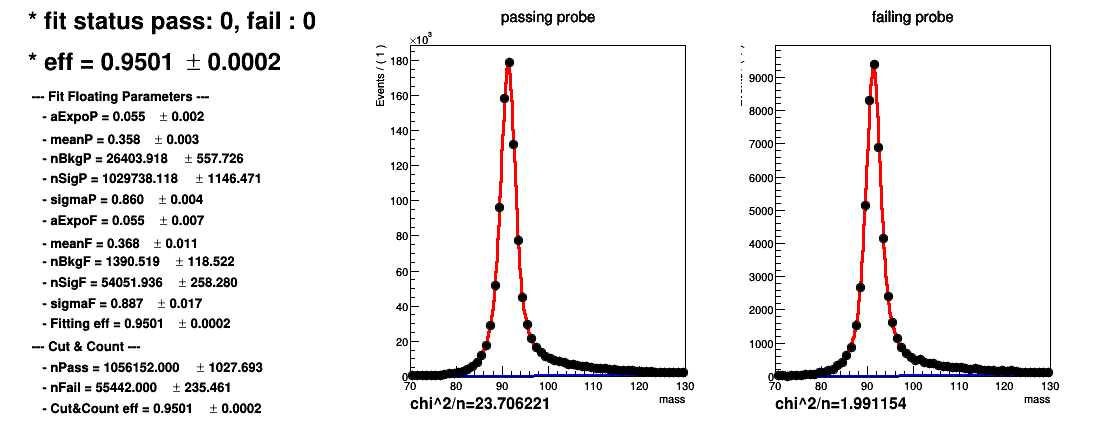 * fit status pass: 0, fail : 0
* eff = 0.9501 ± 0.0002
--- Fit Floating Parameters ---
- aExpoP = 0.055 ± 0.002
- meanP = 0.358 ± 0.003
- nBkgP = 26403.918 ± 557.726
- nSigP = 1029738.118 ± 1146.471
- sigmaP = 0.860 ± 0.004
- aExpoF = 0.055 ± 0.007
- meanF = 0.368 ± 0.011
- nBkgF = 1390.519 ± 118.522
- nSigF = 54051.936 ± 258.280
- sigmaF = 0.887 ± 0.017
- Fitting eff = 0.9501 ± 0.0002
--- Cut & Count ---
- nPass = 1056152.000 ± 1027.693
- nFail = 55442.000 ± 235.461
- Cut&Count eff = 0.9501 ± 0.0002
passing probe
×10³
Events / ( 1 )
180
160
140
120
100
80
60
40
20
0
70 80 90 100 110 120 130
mass
chi^2/n=23.706221
failing probe
9000
8000
7000
6000
5000
4000
3000
2000
1000
0
70 80 90 100 110 120 130
mass
chi^2/n=1.991154